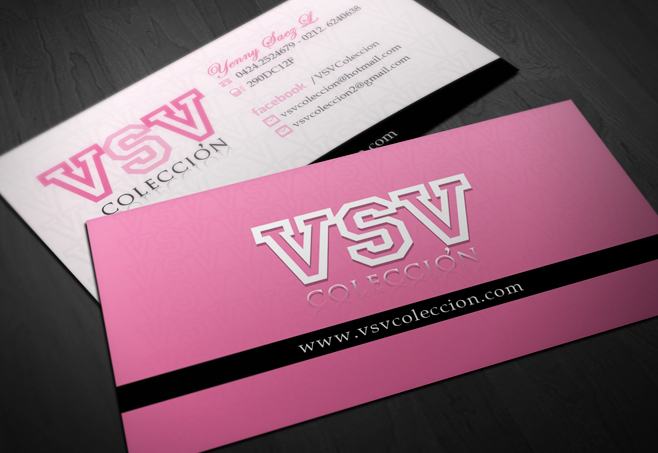 Yenny Saez L
0424.2524679 - 0212. 6240638
290DC12F
facebook /VSVColeccion
vsvcoleccion@hotmail.com
vsvcoleccion2@gmail.com
VSV
COLECCIÓN
.com
VSV
COLECCIÓN
www.vsvcoleccion.com